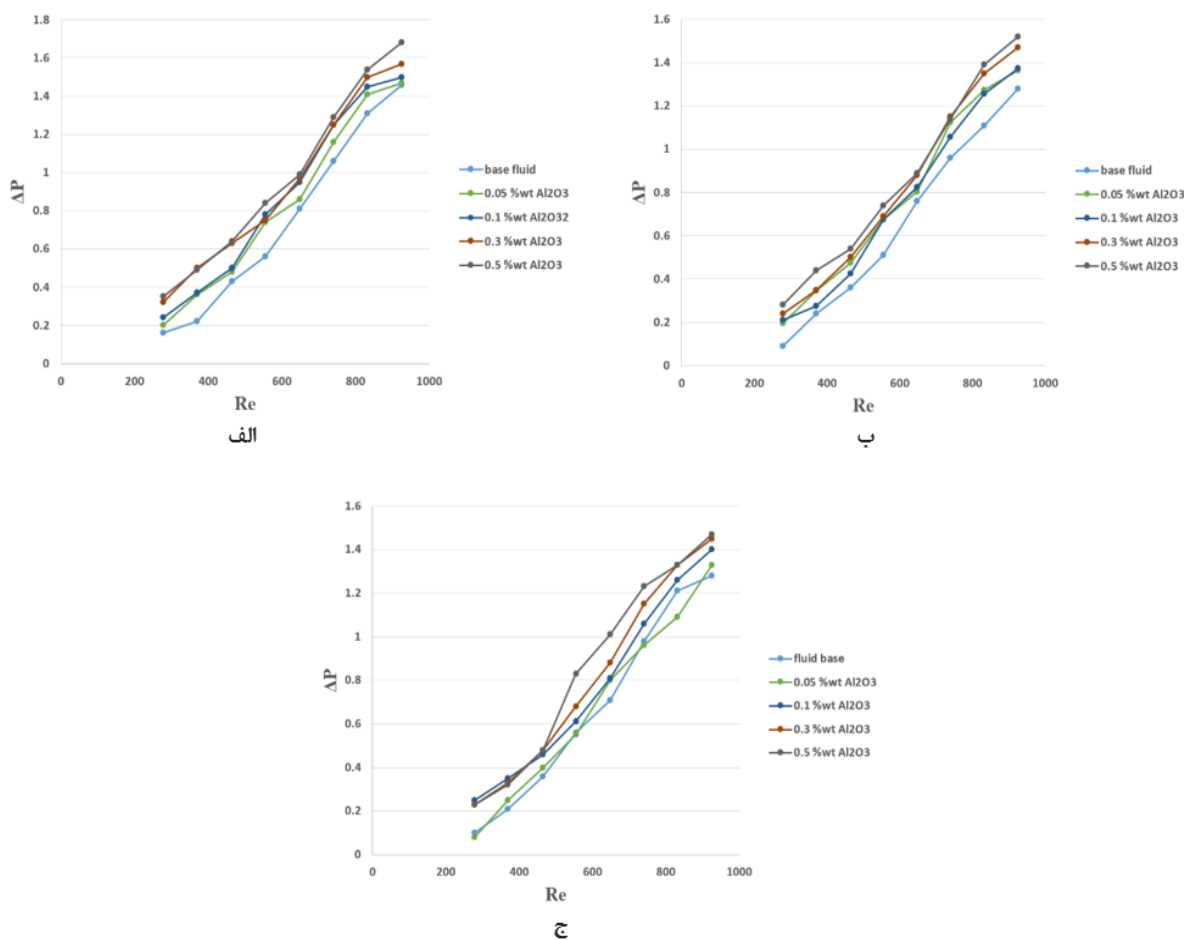 1.8
1.6
1.4
1.2
1
0.8
0.6
0.4
0.2
0
0 200 400 600 800 1000
ΔP
Re
base fluid
0.05 %wt Al2O3
0.1 %wt Al2O32
0.3 %wt Al2O3
0.5 %wt Al2O3
الف
1.6
1.4
1.2
1
0.8
0.6
0.4
0.2
0
0 200 400 600 800 1000
ΔP
Re
base fluid
0.05 %wt Al2O3
0.1 %wt Al2O3
0.3 %wt Al2O3
0.5 %wt Al2O3
ب
1.6
1.4
1.2
1
0.8
0.6
0.4
0.2
0
0 200 400 600 800 1000
ΔP
Re
fluid base
0.05 %wt Al2O3
0.1 %wt Al2O3
0.3 %wt Al2O3
0.5 %wt Al2O3
ج